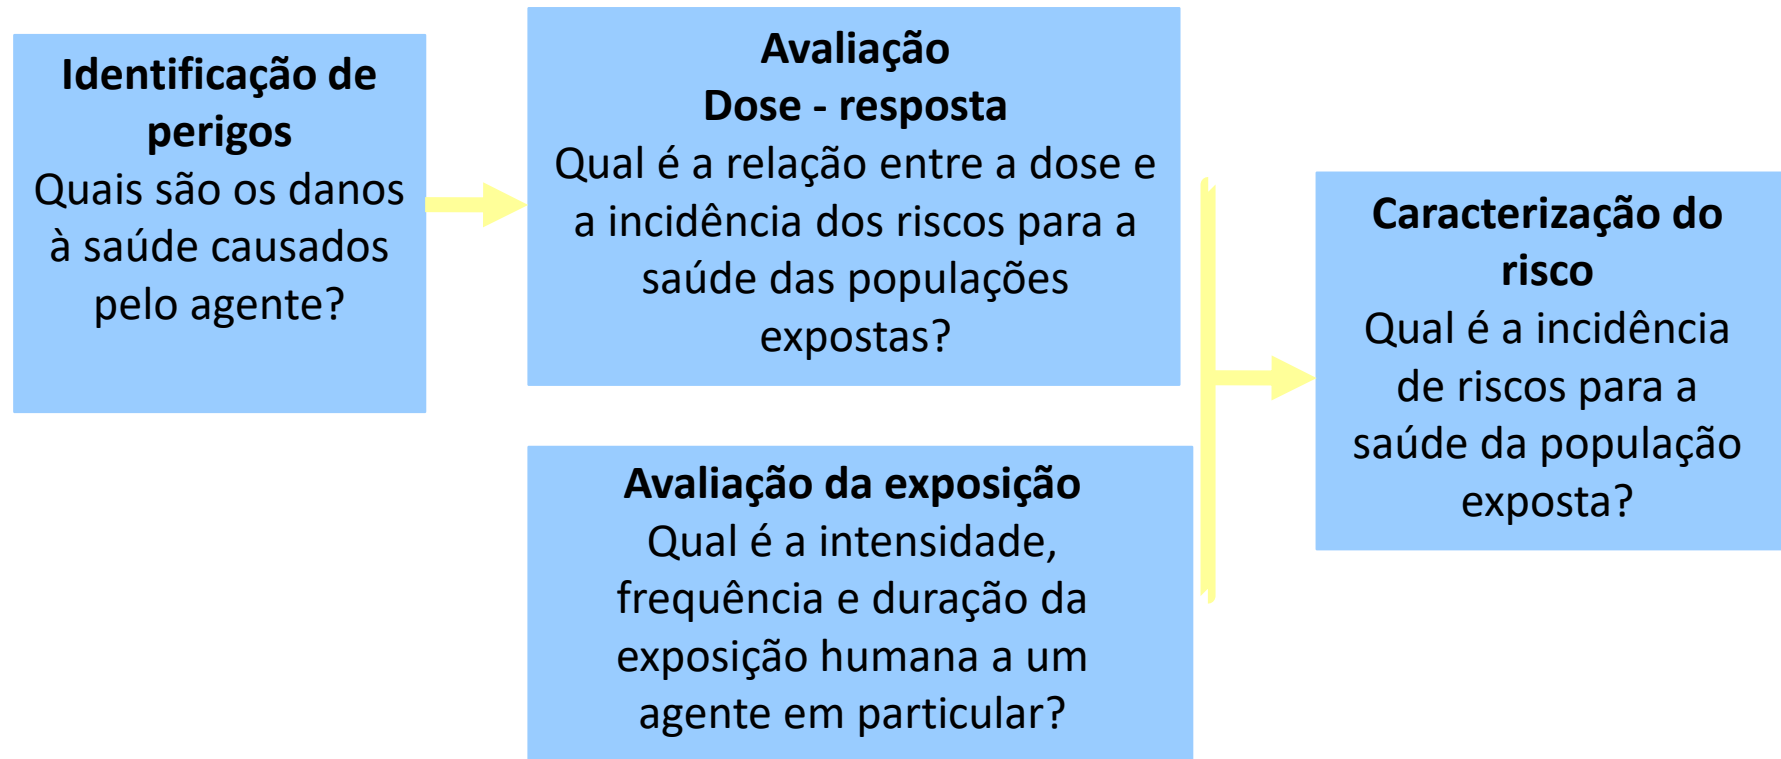 Identificação de
perigos
Quais são os danos
à saúde causados
pelo agente?
Avaliação
Dose - resposta
Qual é a relação entre a dose e
a incidência dos riscos para a
saúde das populações
expostas?
Avaliação da exposição
Qual é a intensidade,
frequência e duração da
exposição humana a um
agente em particular?
Caracterização do
risco
Qual é a incidência
de riscos para a
saúde da população
exposta?